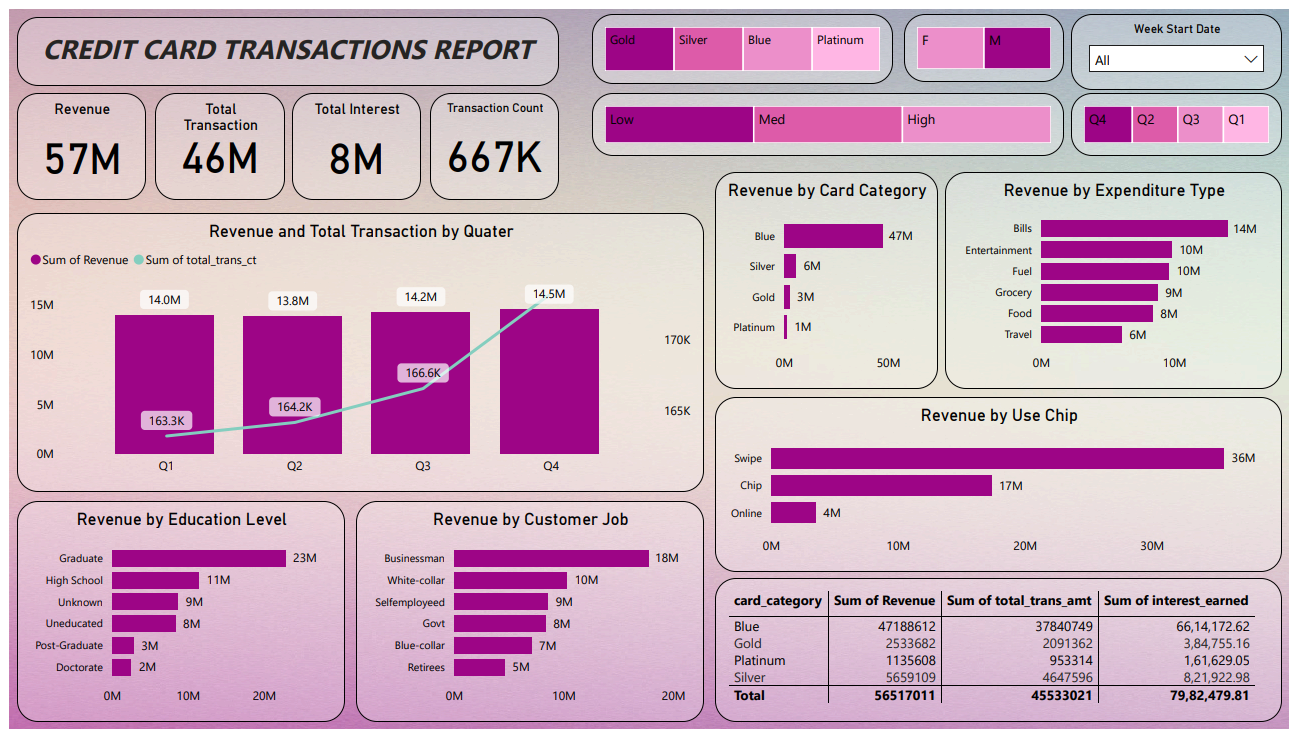 CREDIT CARD TRANSACTIONS REPORT
Gold Silver Blue Platinum
F M
Week Start Date
All
Revenue
57M
Total
Transaction
46M
Total Interest
8M
Transaction Count
667K
Low Med High
Q4 Q2 Q3 Q1
Revenue and Total Transaction by Quater
Sum of Revenue Sum of total_trans_ct
15M
10M
5M
0M
14.0M 13.8M 14.2M 14.5M
163.3K 164.2K 166.6K
170K
165K
Q1 Q2 Q3 Q4
Revenue by Card Category
Blue 47M
Silver 6M
Gold 3M
Platinum 1M
0M 50M
Revenue by Expenditure Type
Bills 14M
Entertainment 10M
Fuel 10M
Grocery 9M
Food 8M
Travel 6M
0M 10M
Revenue by Use Chip
Swipe 36M
Chip 17M
Online 4M
0M 10M 20M 30M
Revenue by Education Level
Graduate 23M
High School 11M
Unknown 9M
Uneducated 8M
Post-Graduate 3M
Doctorate 2M
0M 10M 20M
Revenue by Customer Job
Businessman 18M
White-collar 10M
Selfemployeed 9M
Govt 8M
Blue-collar 7M
Retirees 5M
0M 10M 20M
card_category Sum of Revenue Sum of total_trans_amt Sum of interest_earned
Blue 47188612 37840749 66,14,172.62
Gold 2533682 2091362 3,84,755.16
Platinum 1135608 953314 1,61,629.05
Silver 5659109 4647596 8,21,922.98
Total 56517011 45533021 79,82,479.81